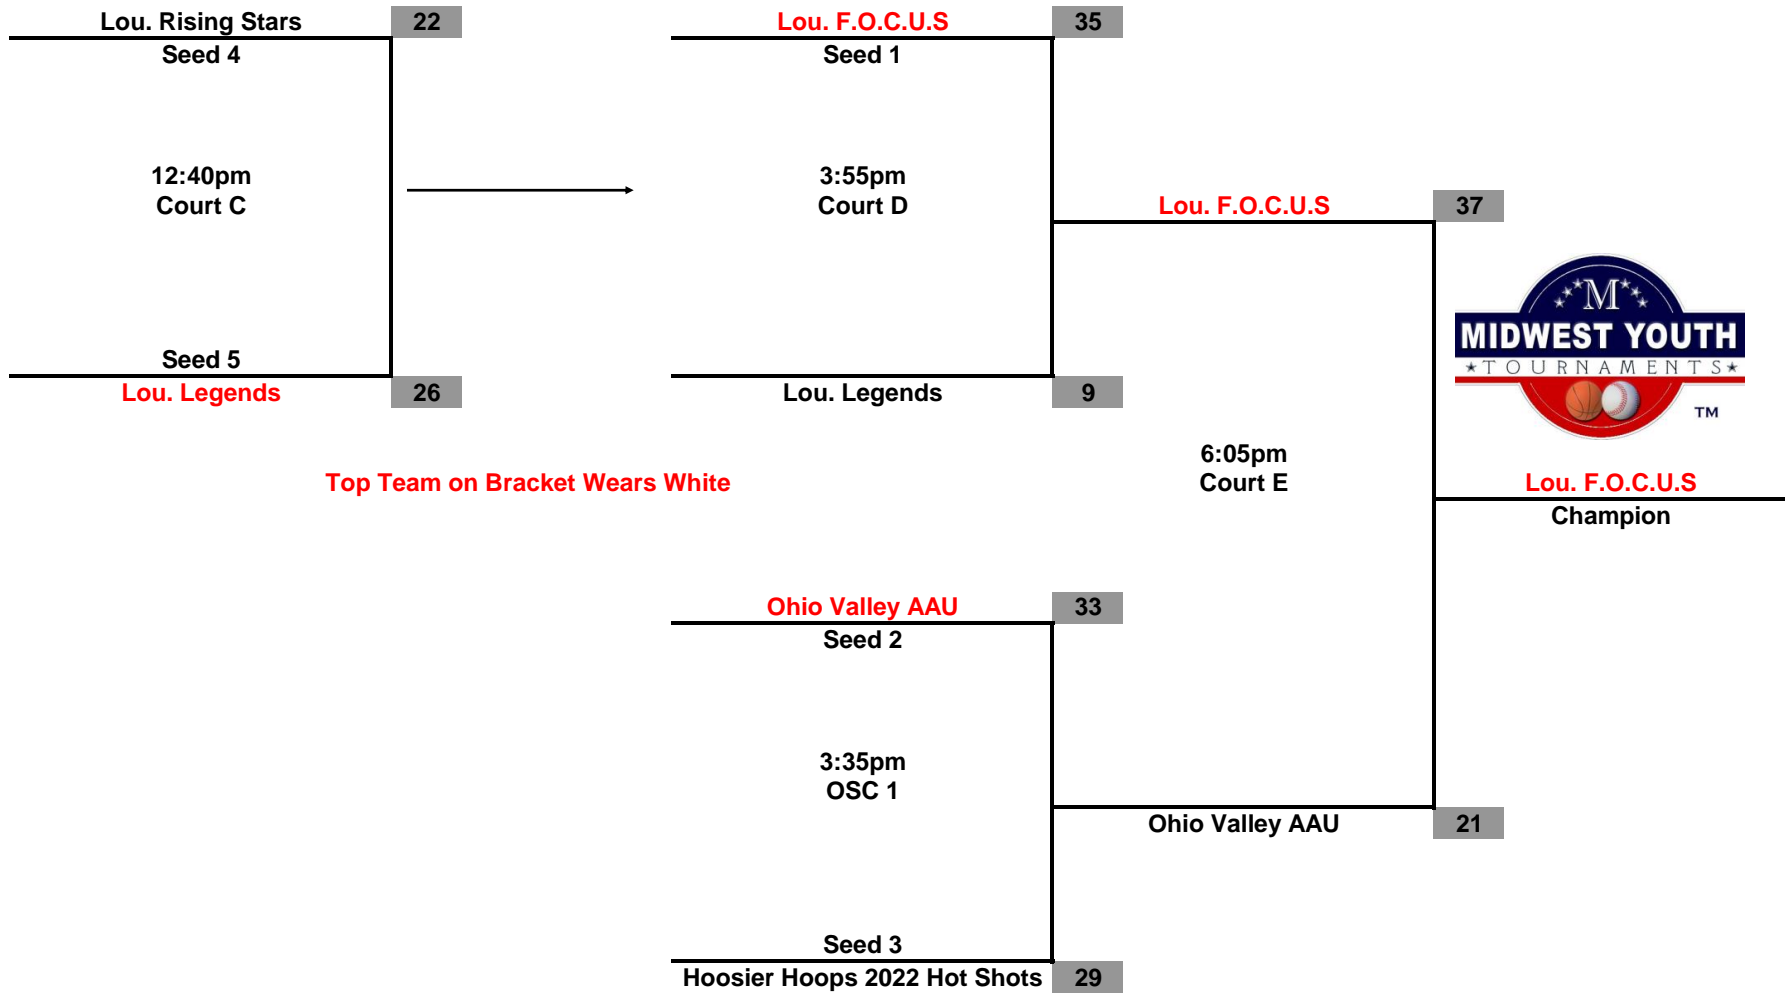 Lou. Rising Stars 22
Seed 4
12:40pm
Court C
Seed 5
Lou. Legends 26
Lou. F.O.C.U.S 35
Seed 1
3:55pm
Court D
Lou. Legends 9
Top Team on Bracket Wears White
Ohio Valley AAU 33
Seed 2
3:35pm
OSC 1
Seed 3
Hoosier Hoops 2022 Hot Shots 29
Lou. F.O.C.U.S 37
6:05pm
Court E
Ohio Valley AAU 21
M
MIDWEST YOUTH
TOURNAMENTS
TM
Lou. F.O.C.U.S
Champion